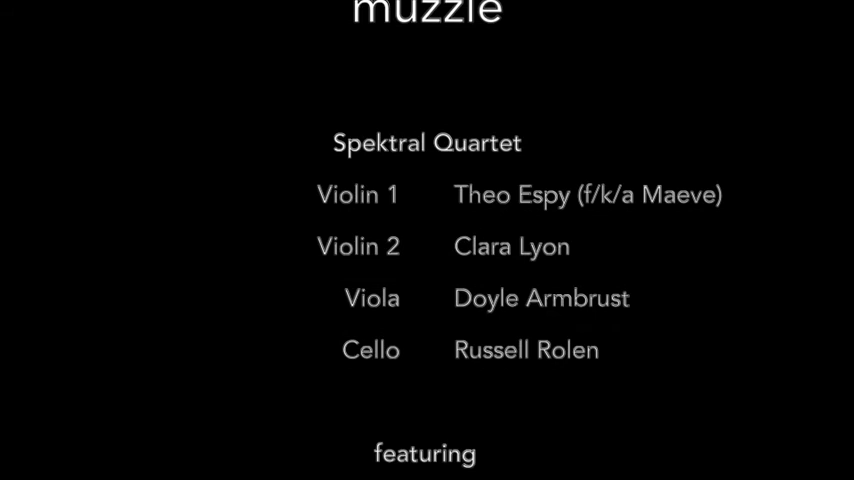 muzzle
Spektral Quartet
Violin 1 Theo Espy (f/k/a Maeve)
Violin 2 Clara Lyon
Viola Doyle Armbrust
Cello Russell Rolen
featuring